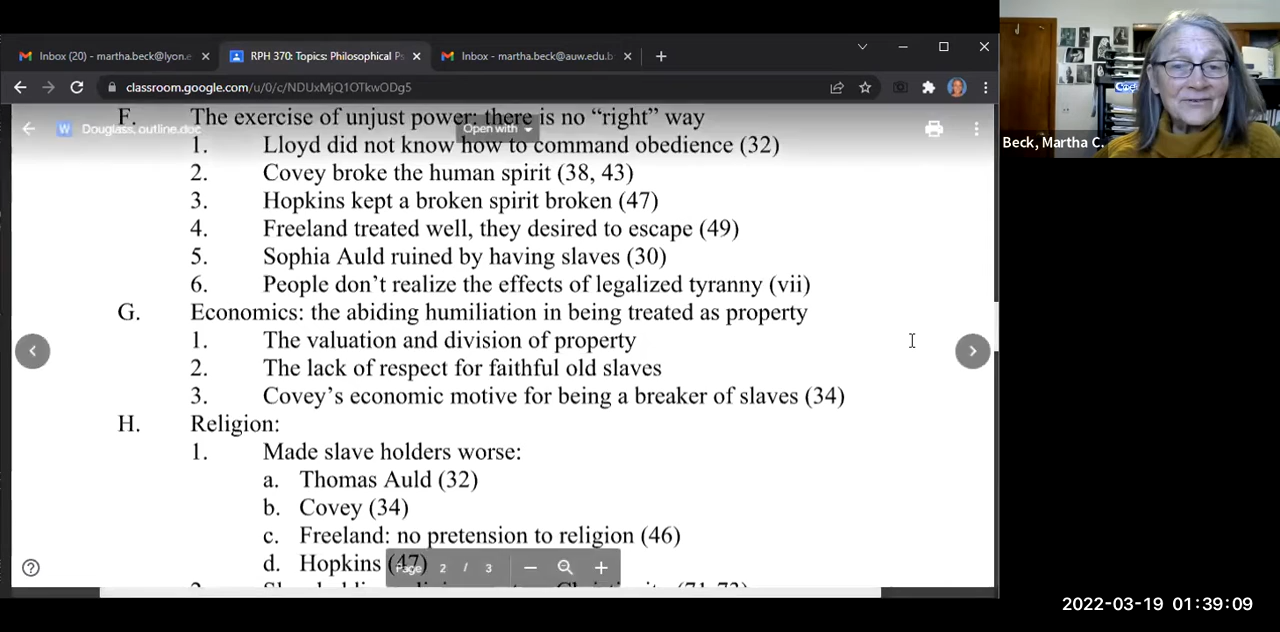 Inbox (20) - martha.beck@lyon.e
RPH 370: Topics: Philosophical Ps
Inbox - martha.beck@auw.edu.b
classroom.google.com/u/0/c/NDUxMjQ1OTkwODg5
F. The exercise of unjust power: there is no “right” way
Douglass, outline.doc
Open with
1. Lloyd did not know how to command obedience (32)
2. Covey broke the human spirit (38, 43)
3. Hopkins kept a broken spirit broken (47)
4. Freeland treated well, they desired to escape (49)
5. Sophia Auld ruined by having slaves (30)
6. People don’t realize the effects of legalized tyranny (vii)
G. Economics: the abiding humiliation in being treated as property
1. The valuation and division of property
2. The lack of respect for faithful old slaves
3. Covey’s economic motive for being a breaker of slaves (34)
H. Religion:
1. Made slave holders worse:
a. Thomas Auld (32)
b. Covey (34)
c. Freeland: no pretension to religion (46)
d. Hopkins (47)
Page 2 / 3
Beck, Martha C.
2022-03-19 01:39:09